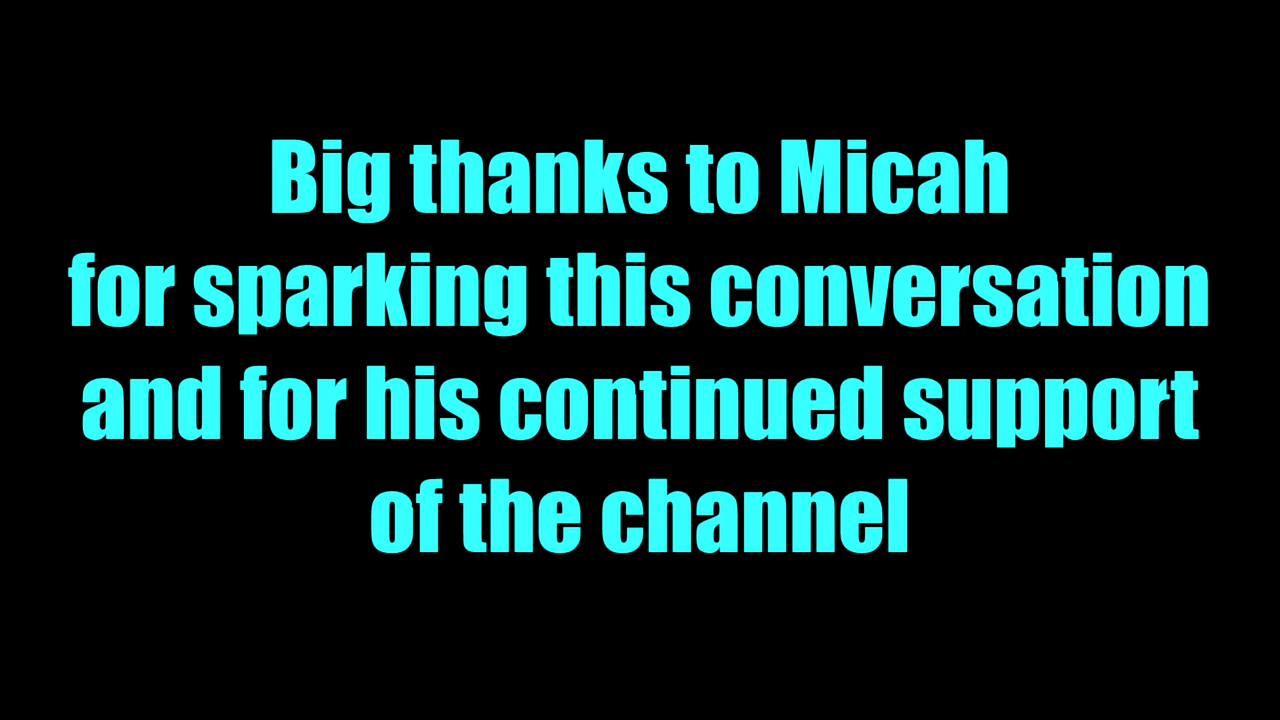 Big thanks to Micah
for sparking this conversation
and for his continued support
of the channel